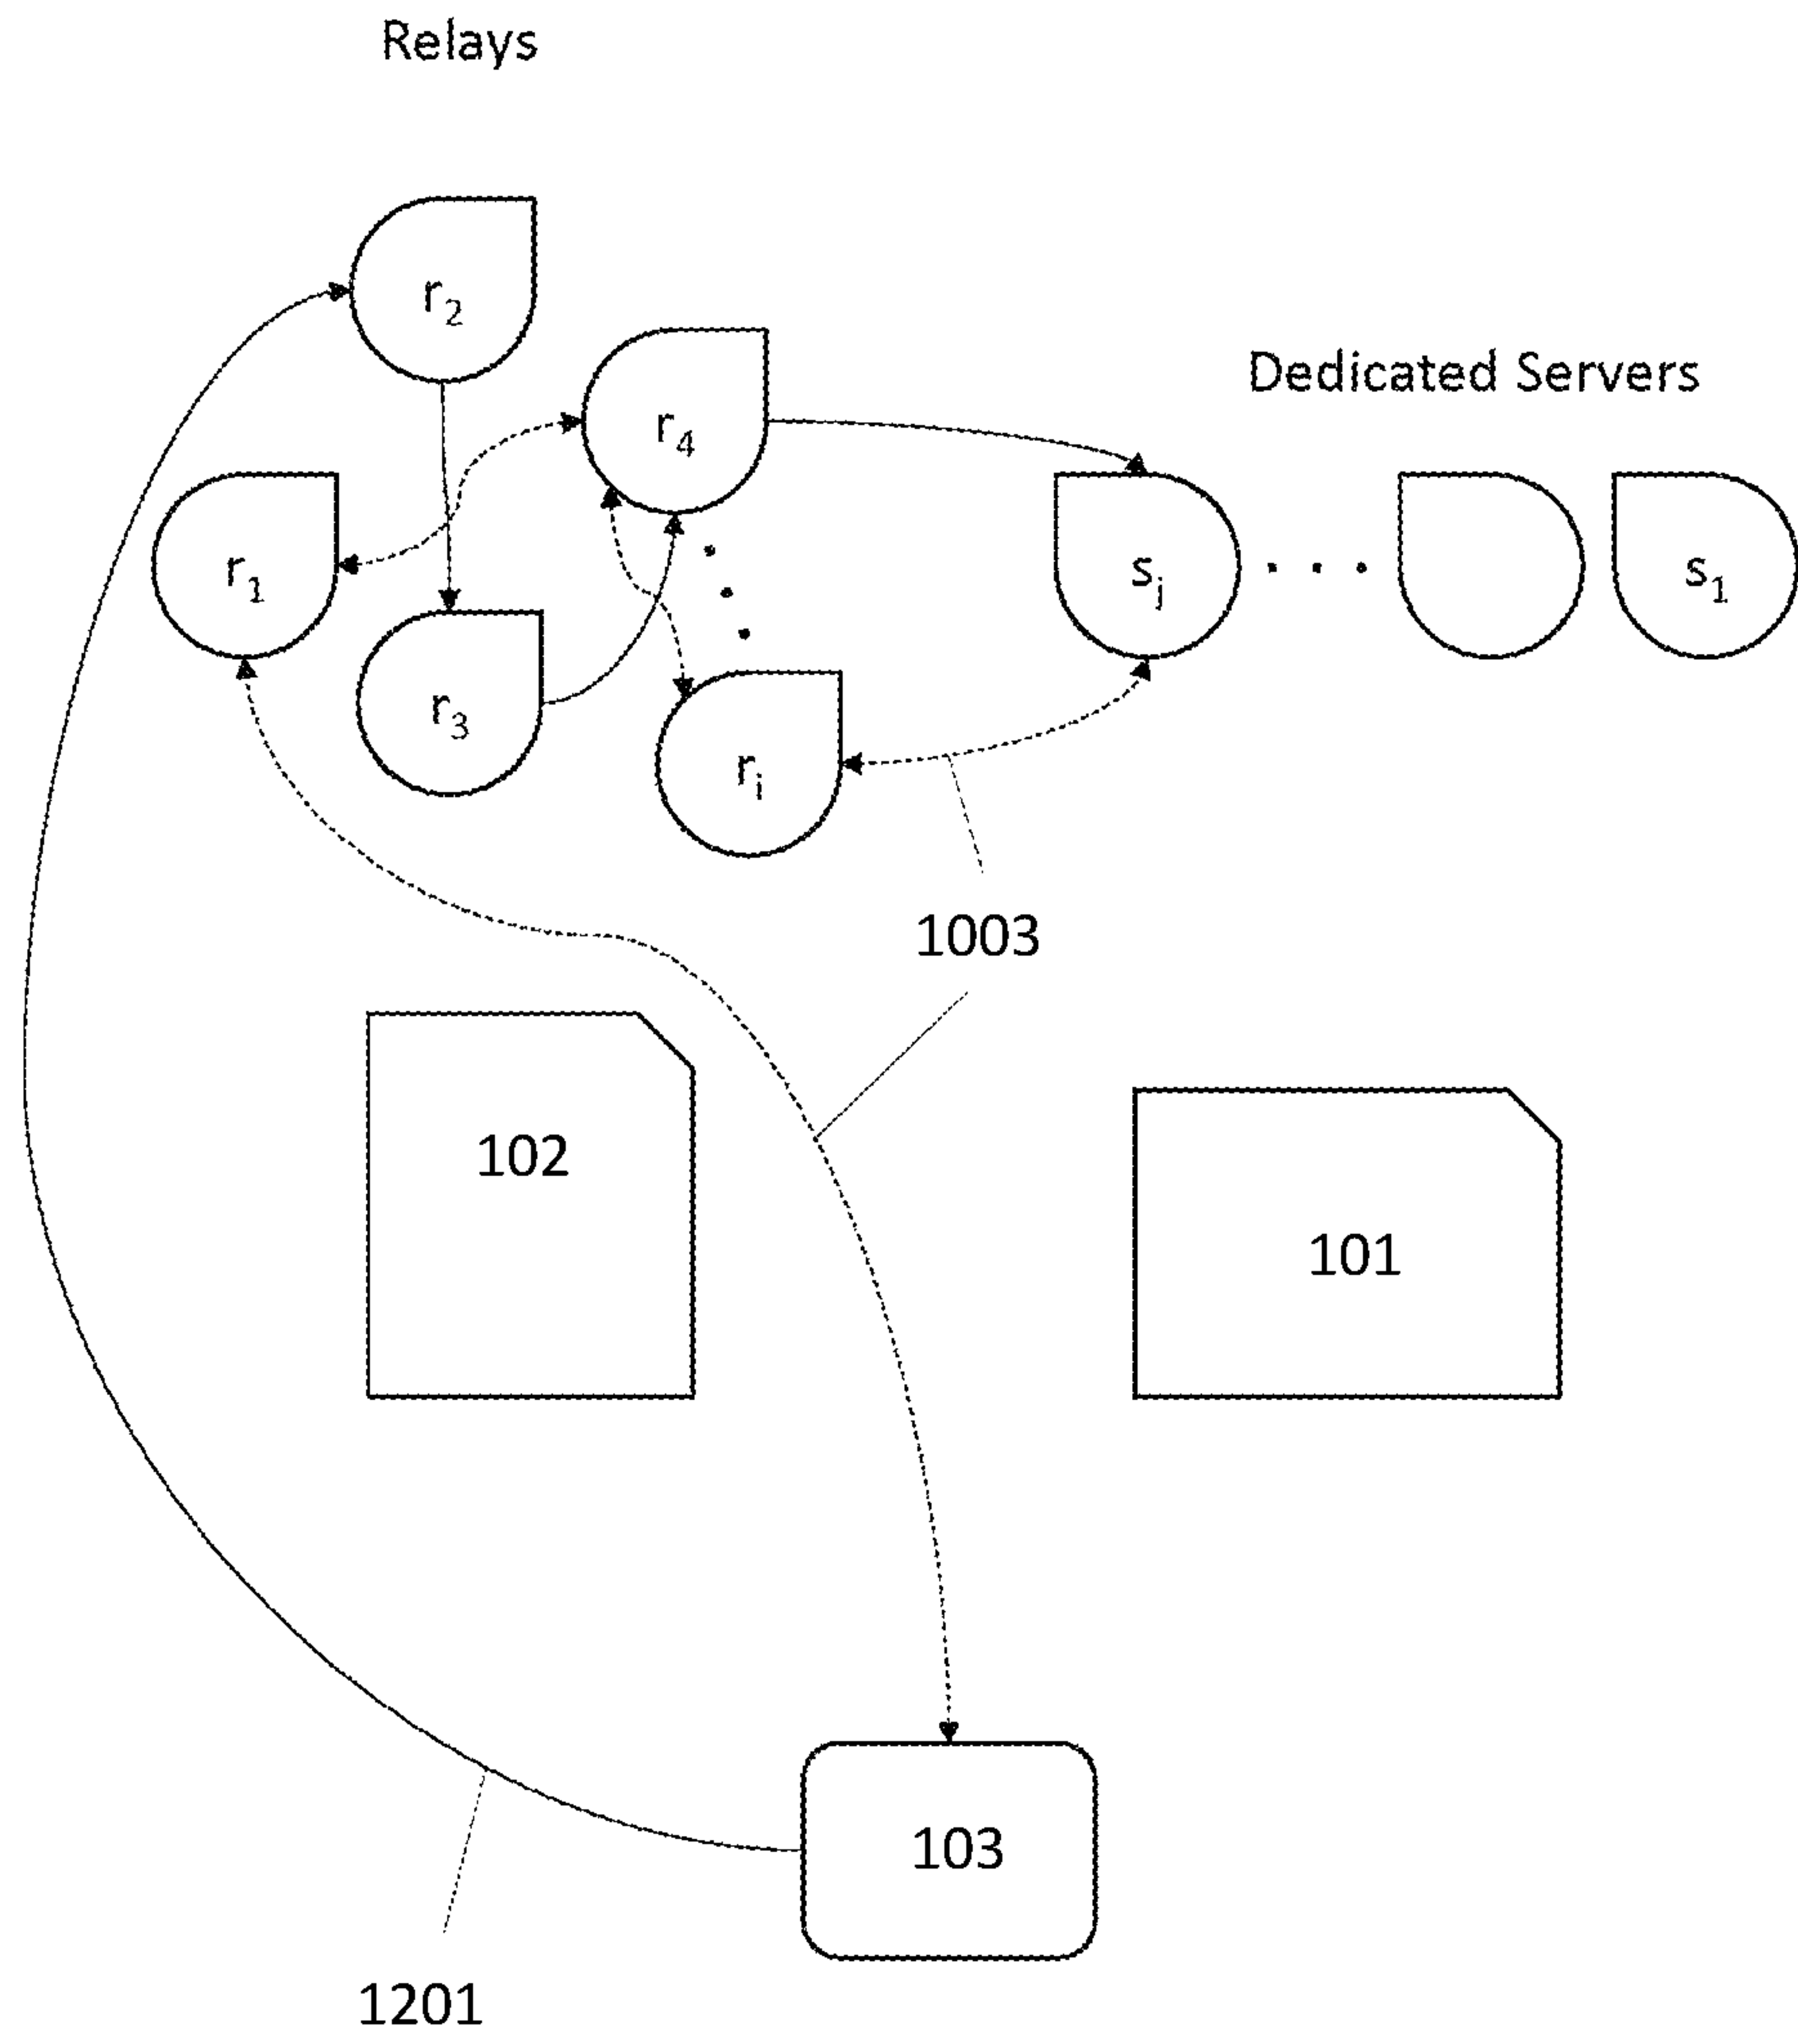 Relays
r2
r4
Dedicated Servers
r1
sj
. . .
s1
r3
ri
1003
102
101
103
1201